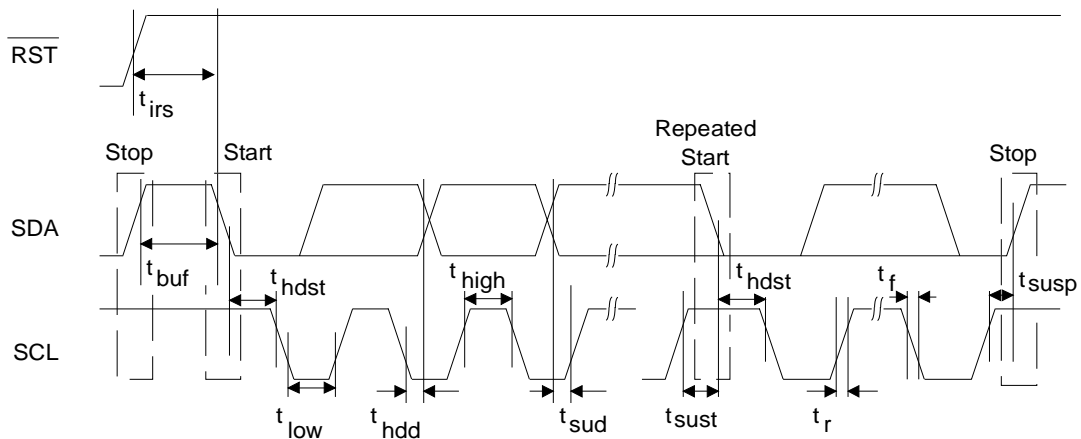 RST
t irs
Repeated
Stop Start Start Stop
SDA
t buf t hdst t high t hdst t f t susp
SCL
t low t hdd t sud t sust t r